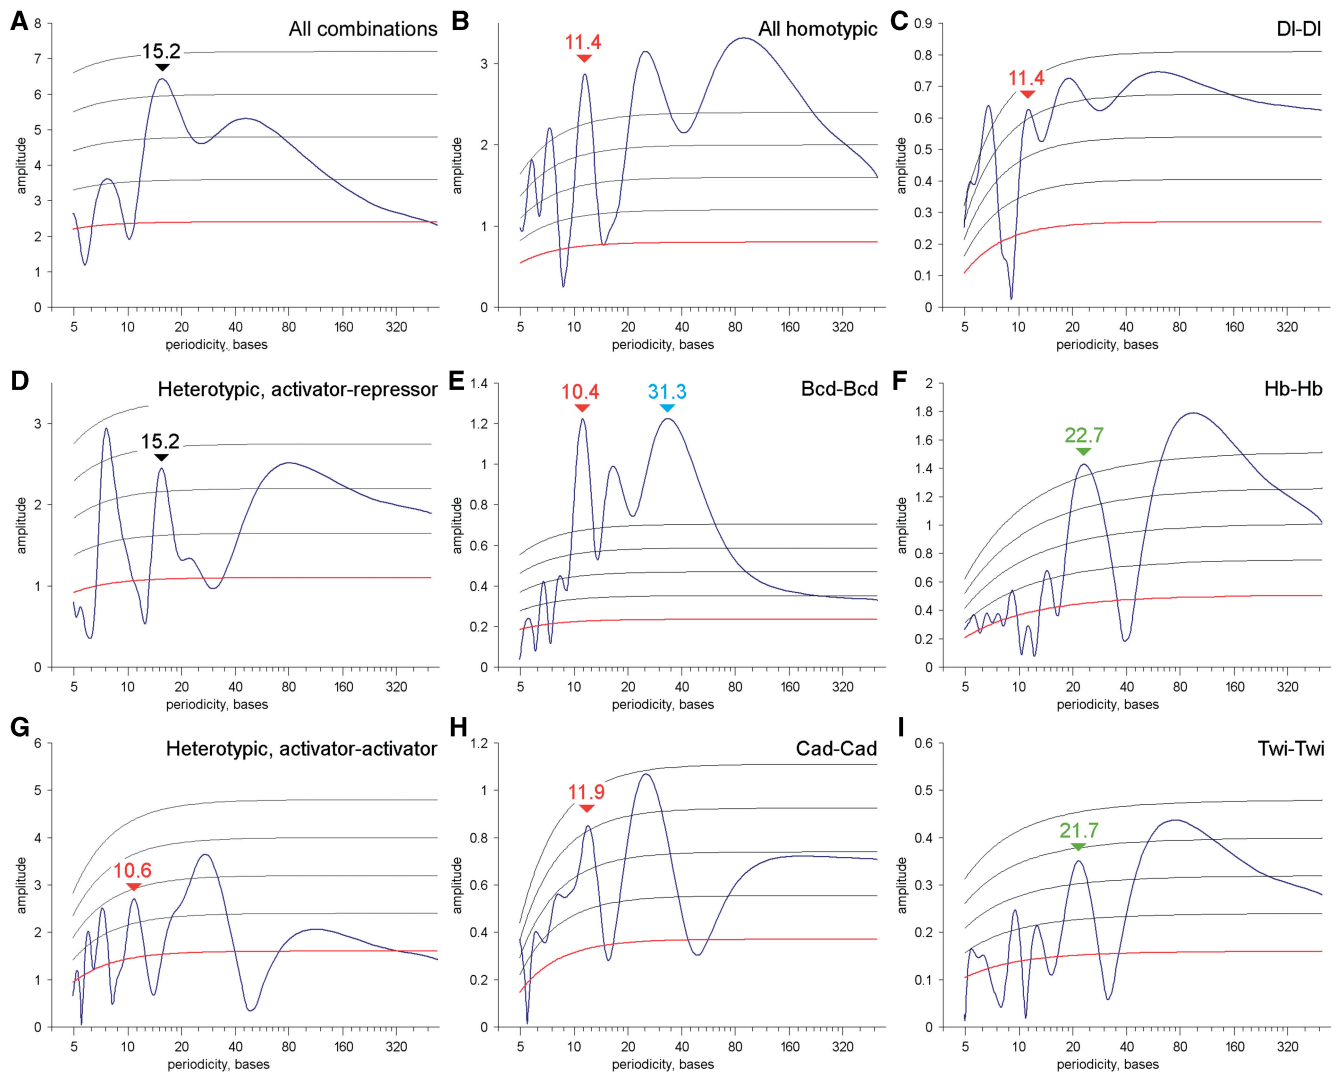 A
All combinations
15.2
amplitude
8
7
6
5
4
3
2
1
0
5 10 20 40 80 160 320
periodicity, bases
B
All homotypic
11.4
amplitude
3
2
1
0
5 10 20 40 80 160 320
periodicity, bases
C
Dl-Dl
11.4
amplitude
0.9
0.8
0.7
0.6
0.5
0.4
0.3
0.2
0.1
0
5 10 20 40 80 160 320
periodicity, bases
D
Heterotypic, activator-repressor
15.2
amplitude
3
2
1
0
5 10 20 40 80 160 320
periodicity, bases
E
Bcd-Bcd
10.4
31.3
amplitude
1.4
1.2
1
0.8
0.6
0.4
0.2
0
5 10 20 40 80 160 320
periodicity, bases
F
Hb-Hb
22.7
amplitude
2
1.8
1.6
1.4
1.2
1
0.8
0.6
0.4
0.2
0
5 10 20 40 80 160 320
periodicity, bases
G
Heterotypic, activator-activator
10.6
amplitude
6
5
4
3
2
1
0
5 10 20 40 80 160 320
periodicity, bases
H
Cad-Cad
11.9
amplitude
1.2
1
0.8
0.6
0.4
0.2
0
5 10 20 40 80 160 320
periodicity, bases
I
Twi-Twi
21.7
amplitude
0.6
0.5
0.4
0.3
0.2
0.1
0
5 10 20 40 80 160 320
periodicity, bases